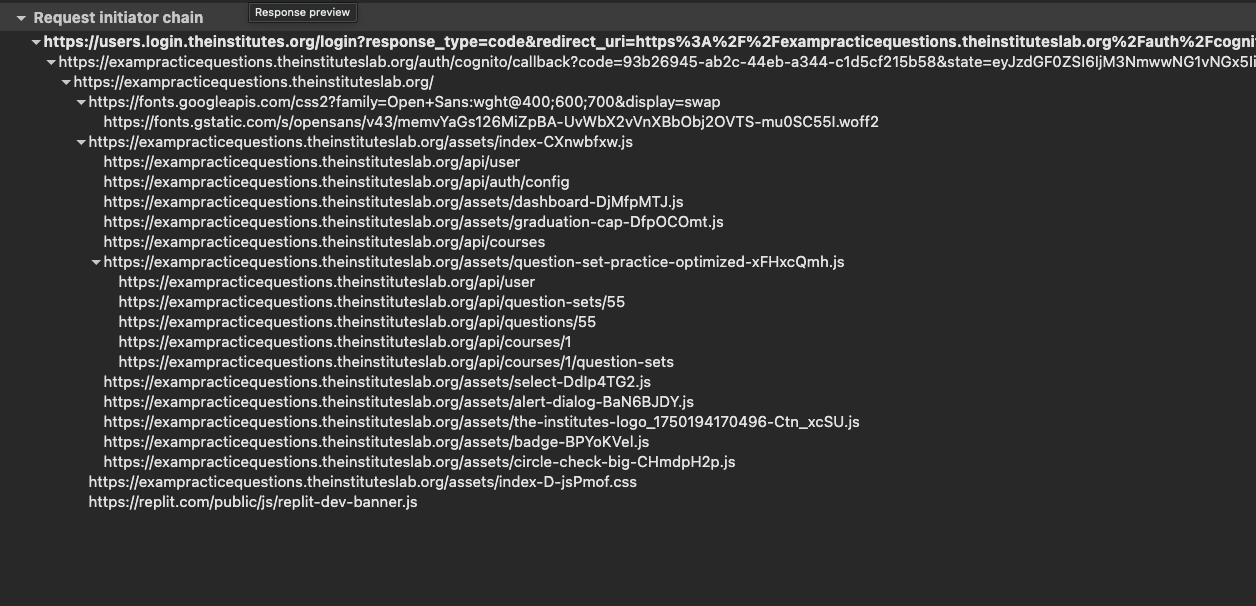 Response preview
Request initiator chain
https://users.login.theinstitutes.org/login?response_type=code&redirect_uri=https%3A%2F%2Fexampracticequestions.theinstituteslab.org%2Fauth%2Fcogni
https://exampracticequestions.theinstituteslab.org/auth/cognito/callback?code=93b26945-ab2c-44eb-a344-c1d5cf215b58&state=eyJzdGF0ZSI6IjM3NmwwNG1vNGx5Ii
https://exampracticequestions.theinstituteslab.org/
https://fonts.googleapis.com/css2?family=Open+Sans:wght@400;600;700&display=swap
https://fonts.gstatic.com/s/opensans/v43/memvYaGs126MiZpBA-UvWbX2vVnXBbObj2OVTS-mu0SC55I.woff2
https://exampracticequestions.theinstituteslab.org/assets/index-CXnwbfxw.js
https://exampracticequestions.theinstituteslab.org/api/user
https://exampracticequestions.theinstituteslab.org/api/auth/config
https://exampracticequestions.theinstituteslab.org/assets/dashboard-DjMfpMTJ.js
https://exampracticequestions.theinstituteslab.org/assets/graduation-cap-DfpOCOmt.js
https://exampracticequestions.theinstituteslab.org/api/courses
https://exampracticequestions.theinstituteslab.org/assets/question-set-practice-optimized-xFHxcQmh.js
https://exampracticequestions.theinstituteslab.org/api/user
https://exampracticequestions.theinstituteslab.org/api/question-sets/55
https://exampracticequestions.theinstituteslab.org/api/questions/55
https://exampracticequestions.theinstituteslab.org/api/courses/1
https://exampracticequestions.theinstituteslab.org/api/courses/1/question-sets
https://exampracticequestions.theinstituteslab.org/assets/select-DdIp4TG2.js
https://exampracticequestions.theinstituteslab.org/assets/alert-dialog-BaN6BJDY.js
https://exampracticequestions.theinstituteslab.org/assets/the-institutes-logo_1750194170496-Ctn_xcSU.js
https://exampracticequestions.theinstituteslab.org/assets/badge-BPYoKVel.js
https://exampracticequestions.theinstituteslab.org/assets/circle-check-big-CHmdpH2p.js
https://exampracticequestions.theinstituteslab.org/assets/index-D-jsPmof.css
https://replit.com/public/js/replit-dev-banner.js